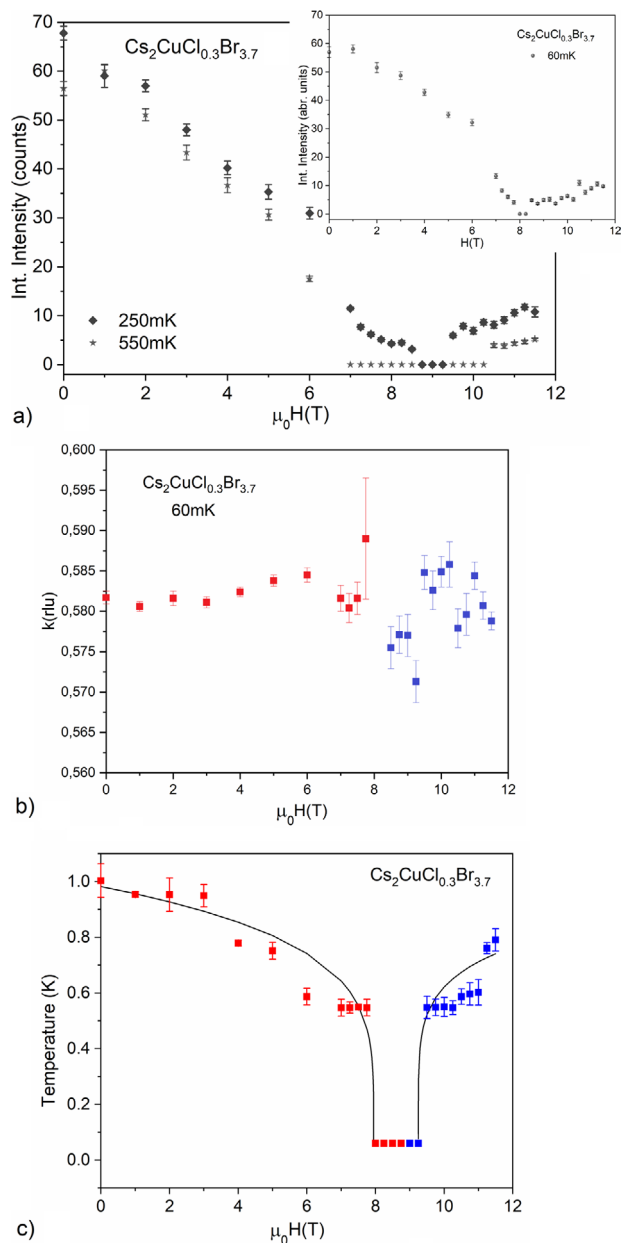 70
60
50
40
30
20
10
0
Int. Intensity (counts)
Cs₂CuCl₀.₃Br₃.₇
250mK
550mK
0 2 4 6 8 10 12
μ₀H(T)
a)
60
50
40
30
20
10
0
Int. Intensity (abr. units)
Cs₂CuCl₀.₃Br₃.₇
60mK
0 2 4 6 8 10 12
H(T)
0,600
0,595
0,590
0,585
0,580
0,575
0,570
0,565
0,560
k(rlu)
Cs₂CuCl₀.₃Br₃.₇
60mK
0 2 4 6 8 10 12
μ₀H(T)
b)
Cs₂CuCl₀.₃Br₃.₇
1.0
0.8
0.6
0.4
0.2
0.0
Temperature (K)
0 2 4 6 8 10 12
μ₀H(T)
c)